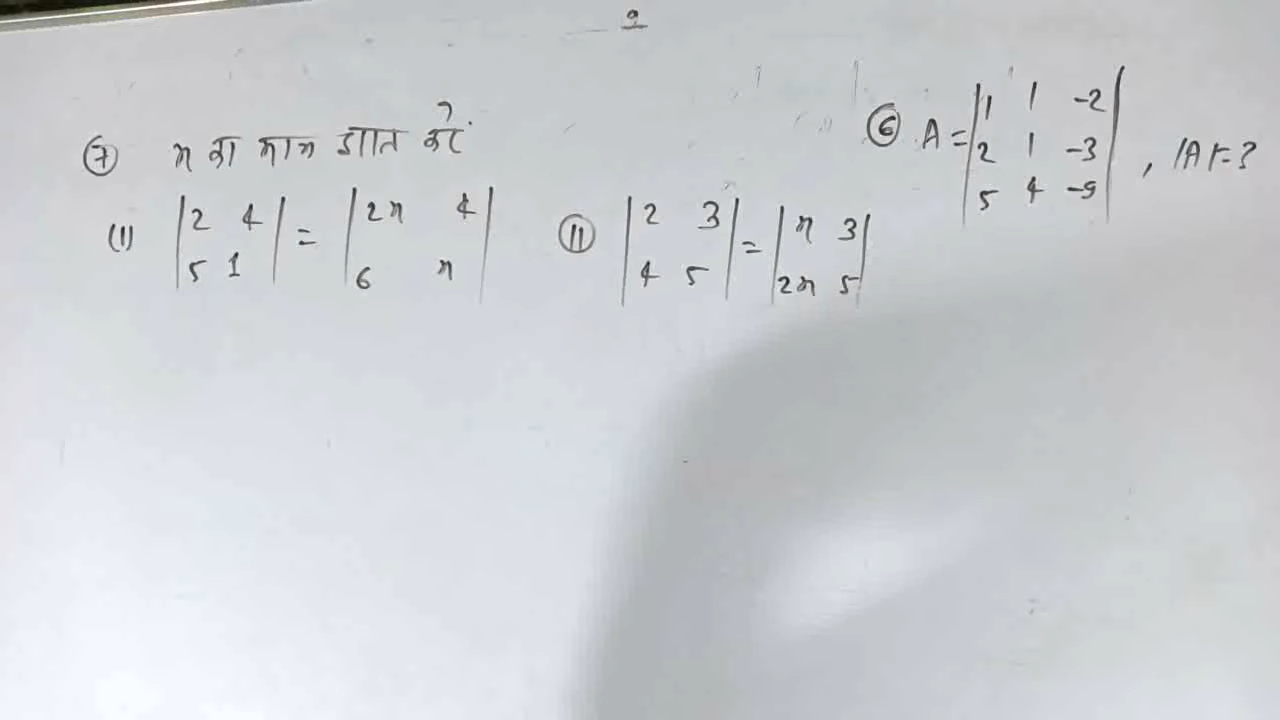 9
⑦ x का मान ज्ञात करें
(i) |2 4| = |2x 4|
|5 1| |6 x|
(ii) |2 3| = |x 3|
|4 5| |2x 5|
⑥ A = |1 1 -2|
|2 1 -3| , |A| = ?
|5 4 -9|